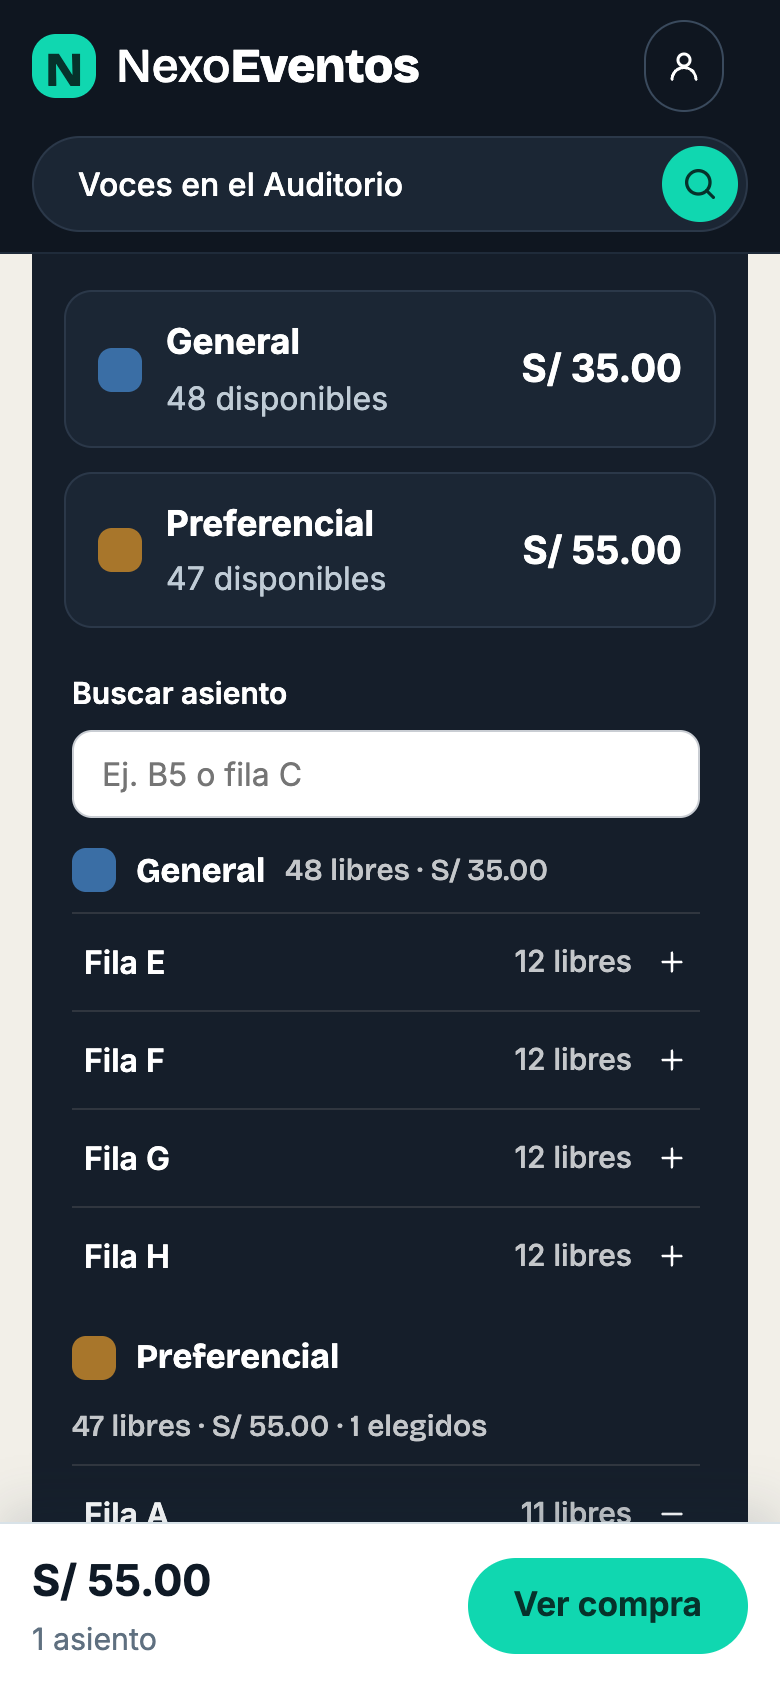 N NexoEventos
Voces en el Auditorio
General
48 disponibles
S/ 35.00
Preferencial
47 disponibles
S/ 55.00
Buscar asiento
Ej. B5 o fila C
General 48 libres · S/ 35.00
Fila E 12 libres +
Fila F 12 libres +
Fila G 12 libres +
Fila H 12 libres +
Preferencial
47 libres · S/ 55.00 · 1 elegidos
Fila A 11 libres −
S/ 55.00
1 asiento
Ver compra